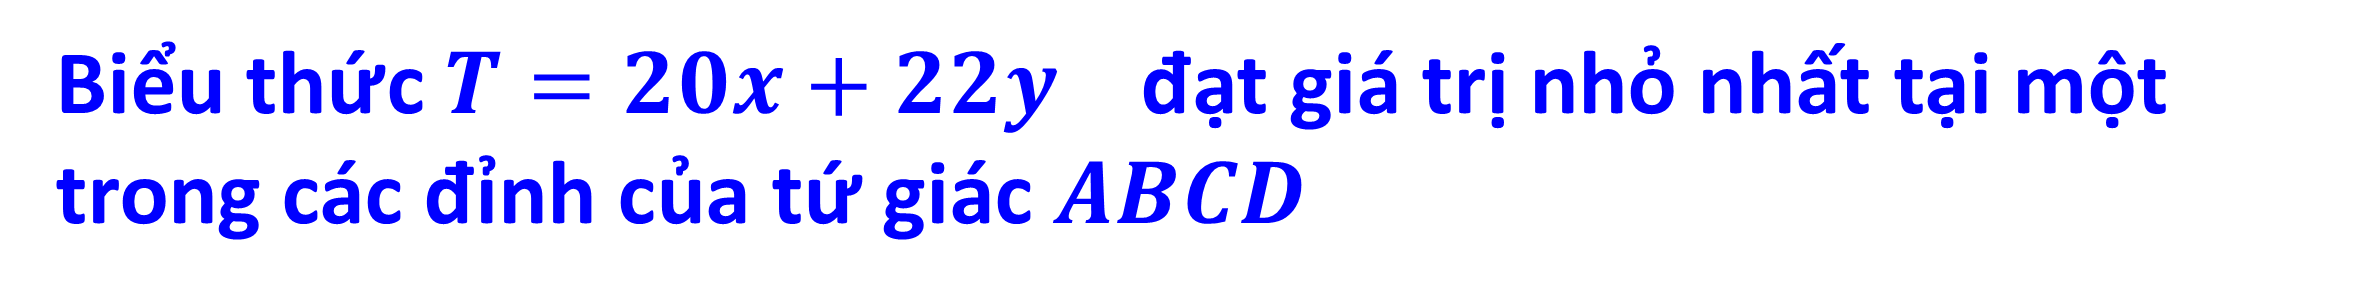 Biểu thức T = 20x + 22y đạt giá trị nhỏ nhất tại một
trong các đỉnh của tứ giác ABCD